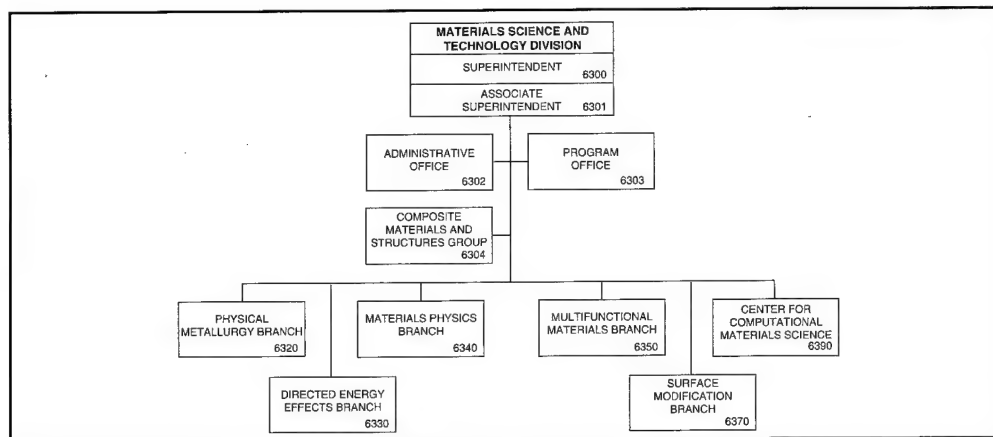 MATERIALS SCIENCE AND
TECHNOLOGY DIVISION
SUPERINTENDENT
6300
ASSOCIATE
SUPERINTENDENT
6301
ADMINISTRATIVE
OFFICE
6302
PROGRAM
OFFICE
6303
COMPOSITE
MATERIALS AND
STRUCTURES GROUP
6304
PHYSICAL
METALLURGY BRANCH
6320
MATERIALS PHYSICS
BRANCH
6340
MULTIFUNCTIONAL
MATERIALS BRANCH
6350
CENTER FOR
COMPUTATIONAL
MATERIALS SCIENCE
6390
DIRECTED ENERGY
EFFECTS BRANCH
6330
SURFACE
MODIFICATION
BRANCH
6370